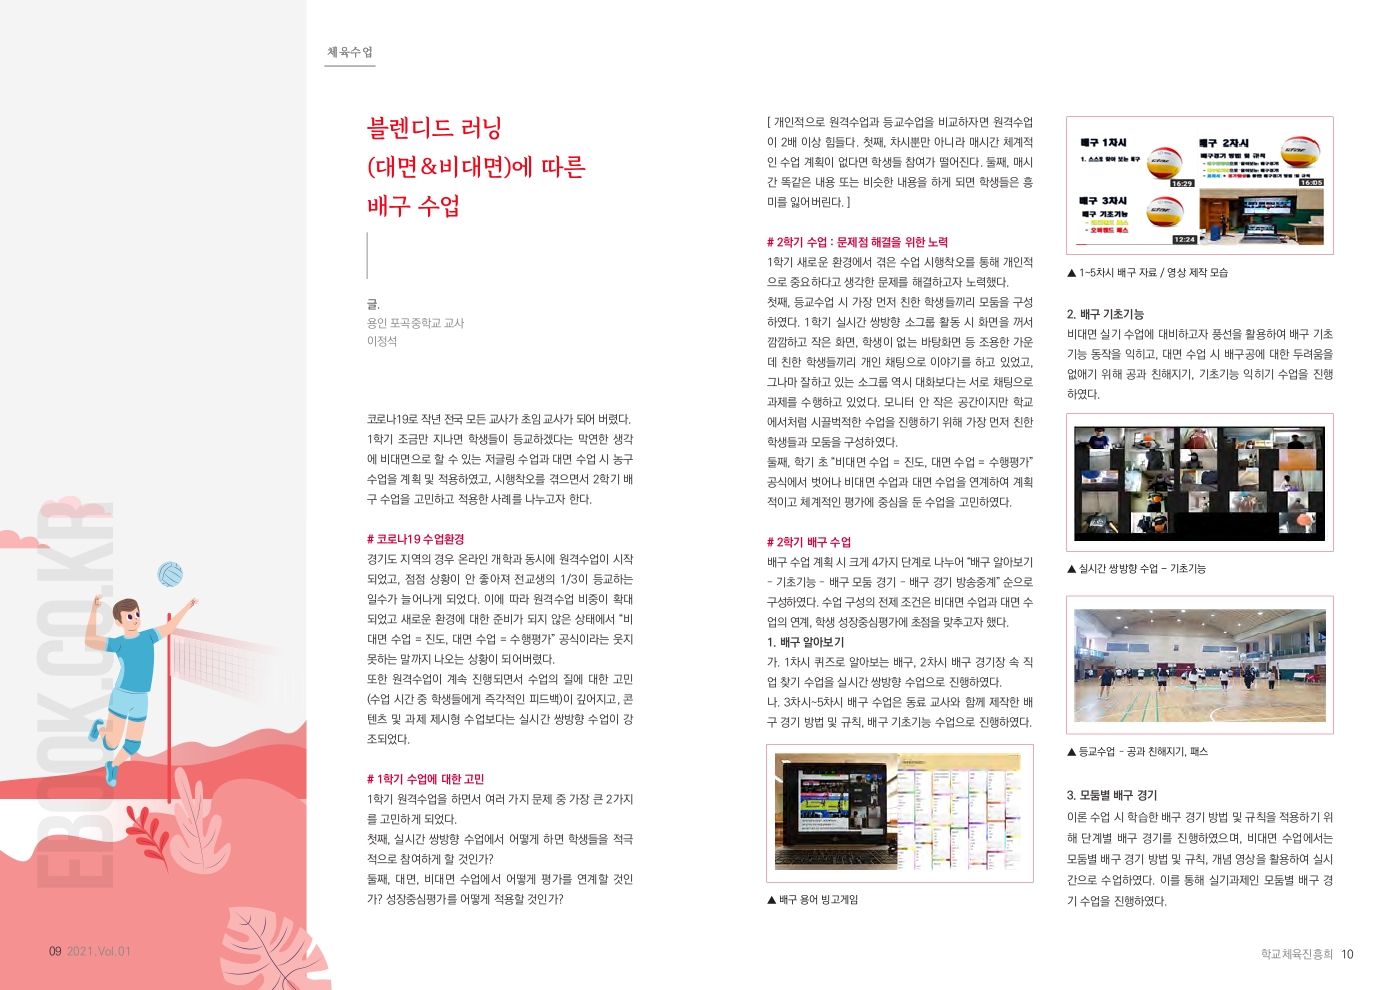 체육수업
블렌디드 러닝
(대면&비대면)에 따른
배구 수업
글.
용인 포곡중학교 교사
이정석
코로나19로 작년 전국 모든 교사가 초임 교사가 되어 버렸다.
1학기 조금만 지나면 학생들이 등교하겠다는 막연한 생각
에 비대면으로 할 수 있는 저글링 수업과 대면 수업 시 농구
수업을 계획 및 적용하였고, 시행착오를 겪으면서 2학기 배
구 수업을 고민하고 적용한 사례를 나누고자 한다.
# 코로나19 수업환경
경기도 지역의 경우 온라인 개학과 동시에 원격수업이 시작
되었고, 점점 상황이 안 좋아져 전교생의 1/3이 등교하는
일수가 늘어나게 되었다. 이에 따라 원격수업 비중이 확대
되었고 새로운 환경에 대한 준비가 되지 않은 상태에서 “비
대면 수업 = 진도, 대면 수업 = 수행평가” 공식이라는 웃지
못하는 말까지 나오는 상황이 되어버렸다.
또한 원격수업이 계속 진행되면서 수업의 질에 대한 고민
(수업 시간 중 학생들에게 즉각적인 피드백)이 깊어지고, 콘
텐츠 및 과제 제시형 수업보다는 실시간 쌍방향 수업이 강
조되었다.
# 1학기 수업에 대한 고민
1학기 원격수업을 하면서 여러 가지 문제 중 가장 큰 2가지
를 고민하게 되었다.
첫째, 실시간 쌍방향 수업에서 어떻게 하면 학생들을 적극
적으로 참여하게 할 것인가?
둘째, 대면, 비대면 수업에서 어떻게 평가를 연계할 것인
가? 성장중심평가를 어떻게 적용할 것인가?
[ 개인적으로 원격수업과 등교수업을 비교하자면 원격수업
이 2배 이상 힘들다. 첫째, 차시뿐만 아니라 매시간 체계적
인 수업 계획이 없다면 학생들 참여가 떨어진다. 둘째, 매시
간 똑같은 내용 또는 비슷한 내용을 하게 되면 학생들은 흥
미를 잃어버린다. ]
# 2학기 수업 : 문제점 해결을 위한 노력
1학기 새로운 환경에서 겪은 수업 시행착오를 통해 개인적
으로 중요하다고 생각한 문제를 해결하고자 노력했다.
첫째, 등교수업 시 가장 먼저 친한 학생들끼리 모둠을 구성
하였다. 1학기 실시간 쌍방향 소그룹 활동 시 화면을 꺼서
깜깜하고 작은 화면, 학생이 없는 바탕화면 등 조용한 가운
데 친한 학생들끼리 개인 채팅으로 이야기를 하고 있었고,
그나마 잘하고 있는 소그룹 역시 대화보다는 서로 채팅으로
과제를 수행하고 있었다. 모니터 안 작은 공간이지만 학교
에서처럼 시끌벅적한 수업을 진행하기 위해 가장 먼저 친한
학생들과 모둠을 구성하였다.
둘째, 학기 초 “비대면 수업 = 진도, 대면 수업 = 수행평가”
공식에서 벗어나 비대면 수업과 대면 수업을 연계하여 계획
적이고 체계적인 평가에 중심을 둔 수업을 고민하였다.
# 2학기 배구 수업
배구 수업 계획 시 크게 4가지 단계로 나누어 “배구 알아보기
- 기초기능 - 배구 모둠 경기 - 배구 경기 방송중계” 순으로
구성하였다. 수업 구성의 전제 조건은 비대면 수업과 대면 수
업의 연계, 학생 성장중심평가에 초점을 맞추고자 했다.
1. 배구 알아보기
가. 1차시 퀴즈로 알아보는 배구, 2차시 배구 경기장 속 직
업 찾기 수업을 실시간 쌍방향 수업으로 진행하였다.
나. 3차시~5차시 배구 수업은 동료 교사와 함께 제작한 배
구 경기 방법 및 규칙, 배구 기초기능 수업으로 진행하였다.
▲ 배구 용어 빙고게임
배구 1차시
1. 스스로 찾아 보는 배구
16:29
배구 2차시
배구경기 방법 및 규칙
16:05
배구 3차시
배구 기초기능
- 언더핸드 패스
- 오버핸드 패스
12:24
▲ 1~5차시 배구 자료 / 영상 제작 모습
2. 배구 기초기능
비대면 실기 수업에 대비하고자 풍선을 활용하여 배구 기초
기능 동작을 익히고, 대면 수업 시 배구공에 대한 두려움을
없애기 위해 공과 친해지기, 기초기능 익히기 수업을 진행
하였다.
▲ 실시간 쌍방향 수업 - 기초기능
▲ 등교수업 - 공과 친해지기, 패스
3. 모둠별 배구 경기
이론 수업 시 학습한 배구 경기 방법 및 규칙을 적용하기 위
해 단계별 배구 경기를 진행하였으며, 비대면 수업에서는
모둠별 배구 경기 방법 및 규칙, 개념 영상을 활용하여 실시
간으로 수업하였다. 이를 통해 실기과제인 모둠별 배구 경
기 수업을 진행하였다.
EBOOK.CO.KR
09 2021.Vol.01
학교체육진흥회 10